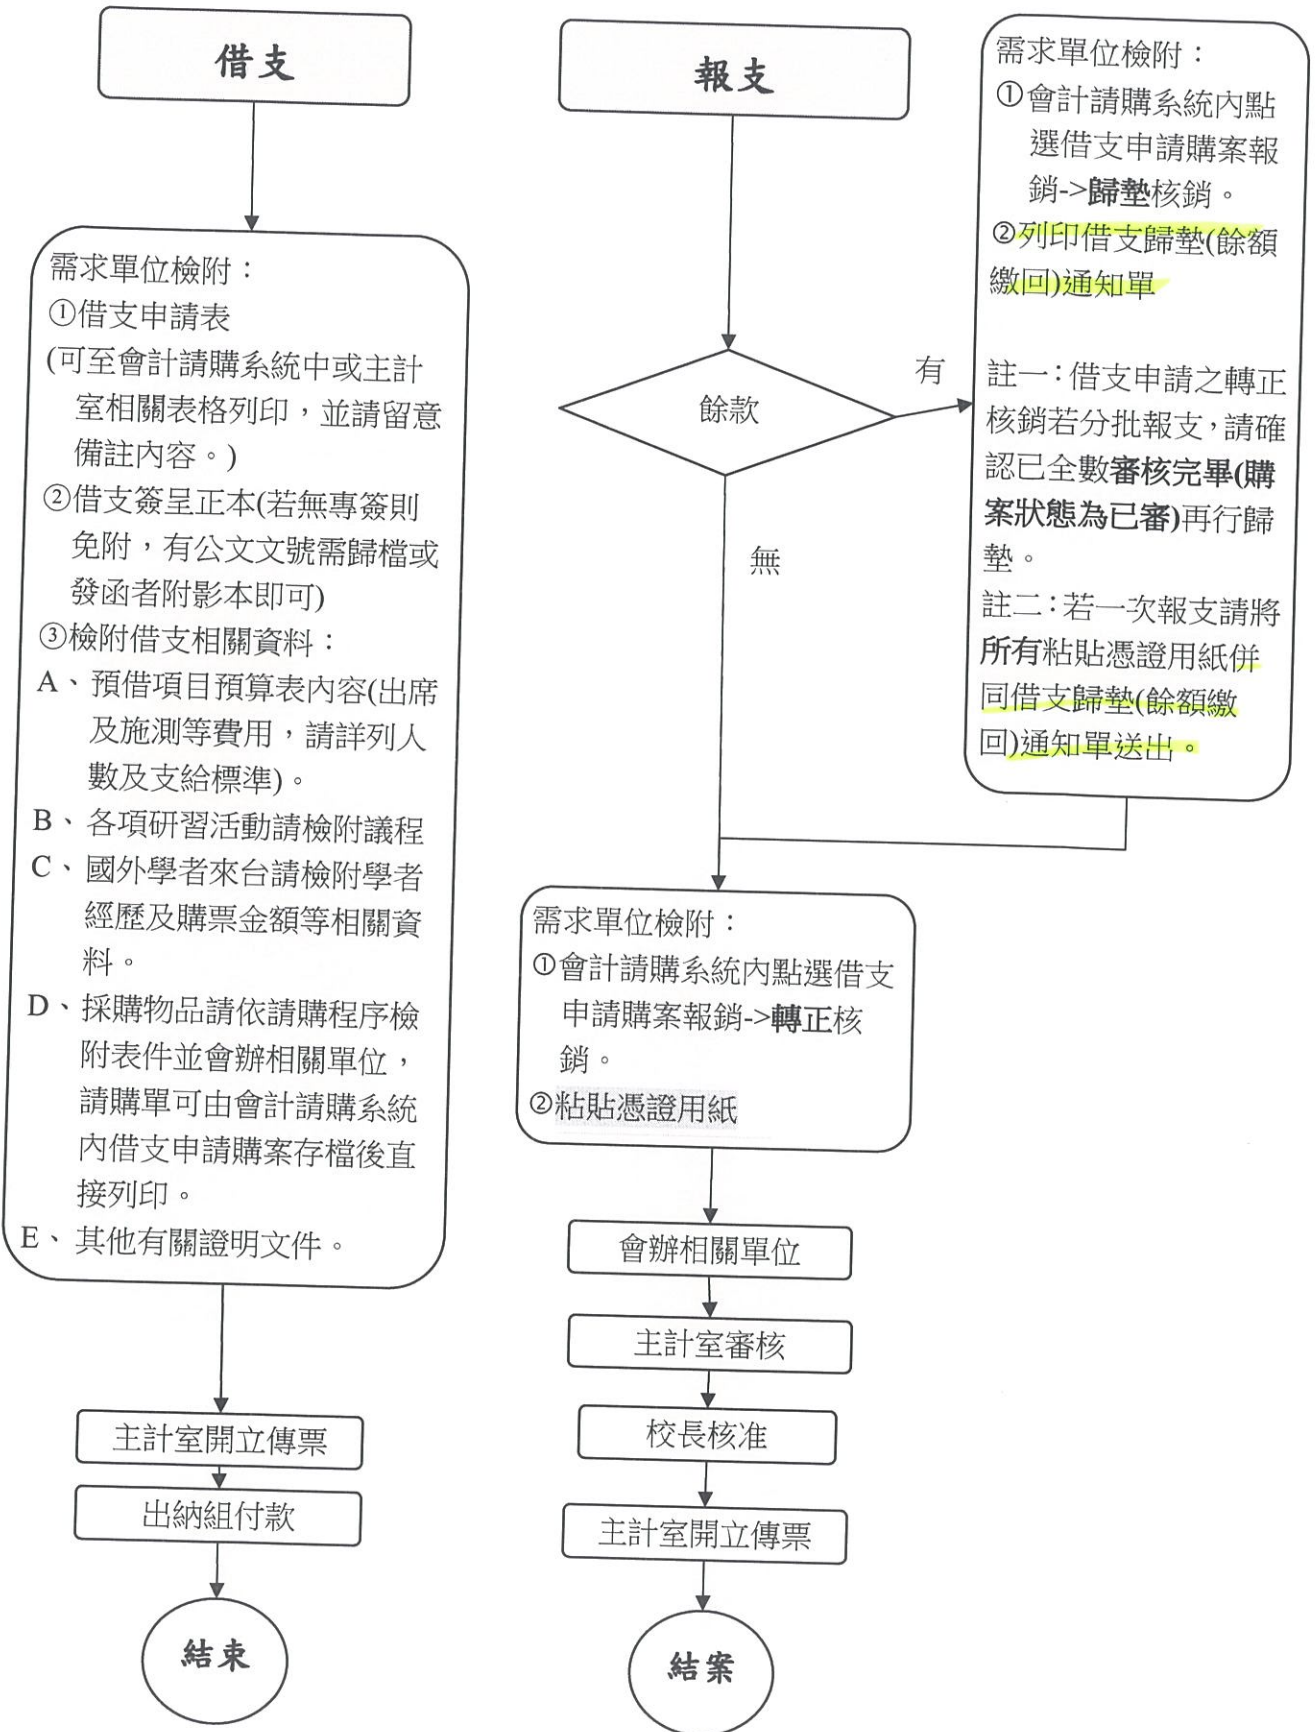 借支
需求單位檢附：
①借支申請表
(可至會計請購系統中或主計
室相關表格列印，並請留意
備註內容。)
②借支簽呈正本(若無專簽則
免附，有公文文號需歸檔或
發函者附影本即可)
③檢附借支相關資料：
A、預借項目預算表內容(出席
及施測等費用，請詳列人
數及支給標準)。
B、各項研習活動請檢附議程
C、國外學者來台請檢附學者
經歷及購票金額等相關資
料。
D、採購物品請依請購程序檢
附表件並會辦相關單位，
請購單可由會計請購系統
內借支申請購案存檔後直
接列印。
E、其他有關證明文件。
主計室開立傳票
出納組付款
結束
報支
餘款
有
無
需求單位檢附：
①會計請購系統內點
選借支申請購案報
銷->歸墊核銷。
②列印借支歸墊(餘額
繳回)通知單
註一：借支申請之轉正
核銷若分批報支，請確
認已全數審核完畢(購
案狀態為已審)再行歸
墊。
註二：若一次報支請將
所有粘貼憑證用紙併
同借支歸墊(餘額繳
回)通知單送出。
需求單位檢附：
①會計請購系統內點選借支
申請購案報銷->轉正核
銷。
②粘貼憑證用紙
會辦相關單位
主計室審核
校長核准
主計室開立傳票
結案